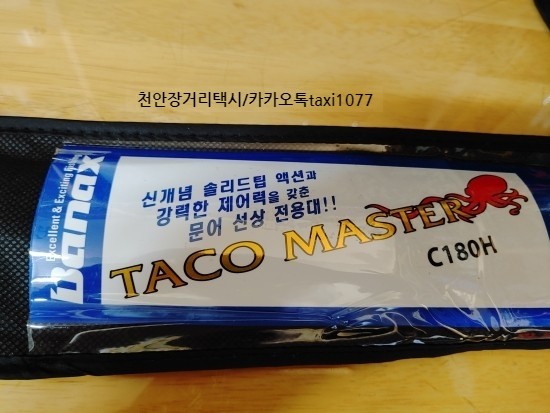 천안장거리택시/카카오톡taxi1077
Banax
Excellent & Exciting
신개념 솔리드팁 액션과
강력한 제어력을 갖춘
문어 선상 전용대!!
TACO MASTER
C180H